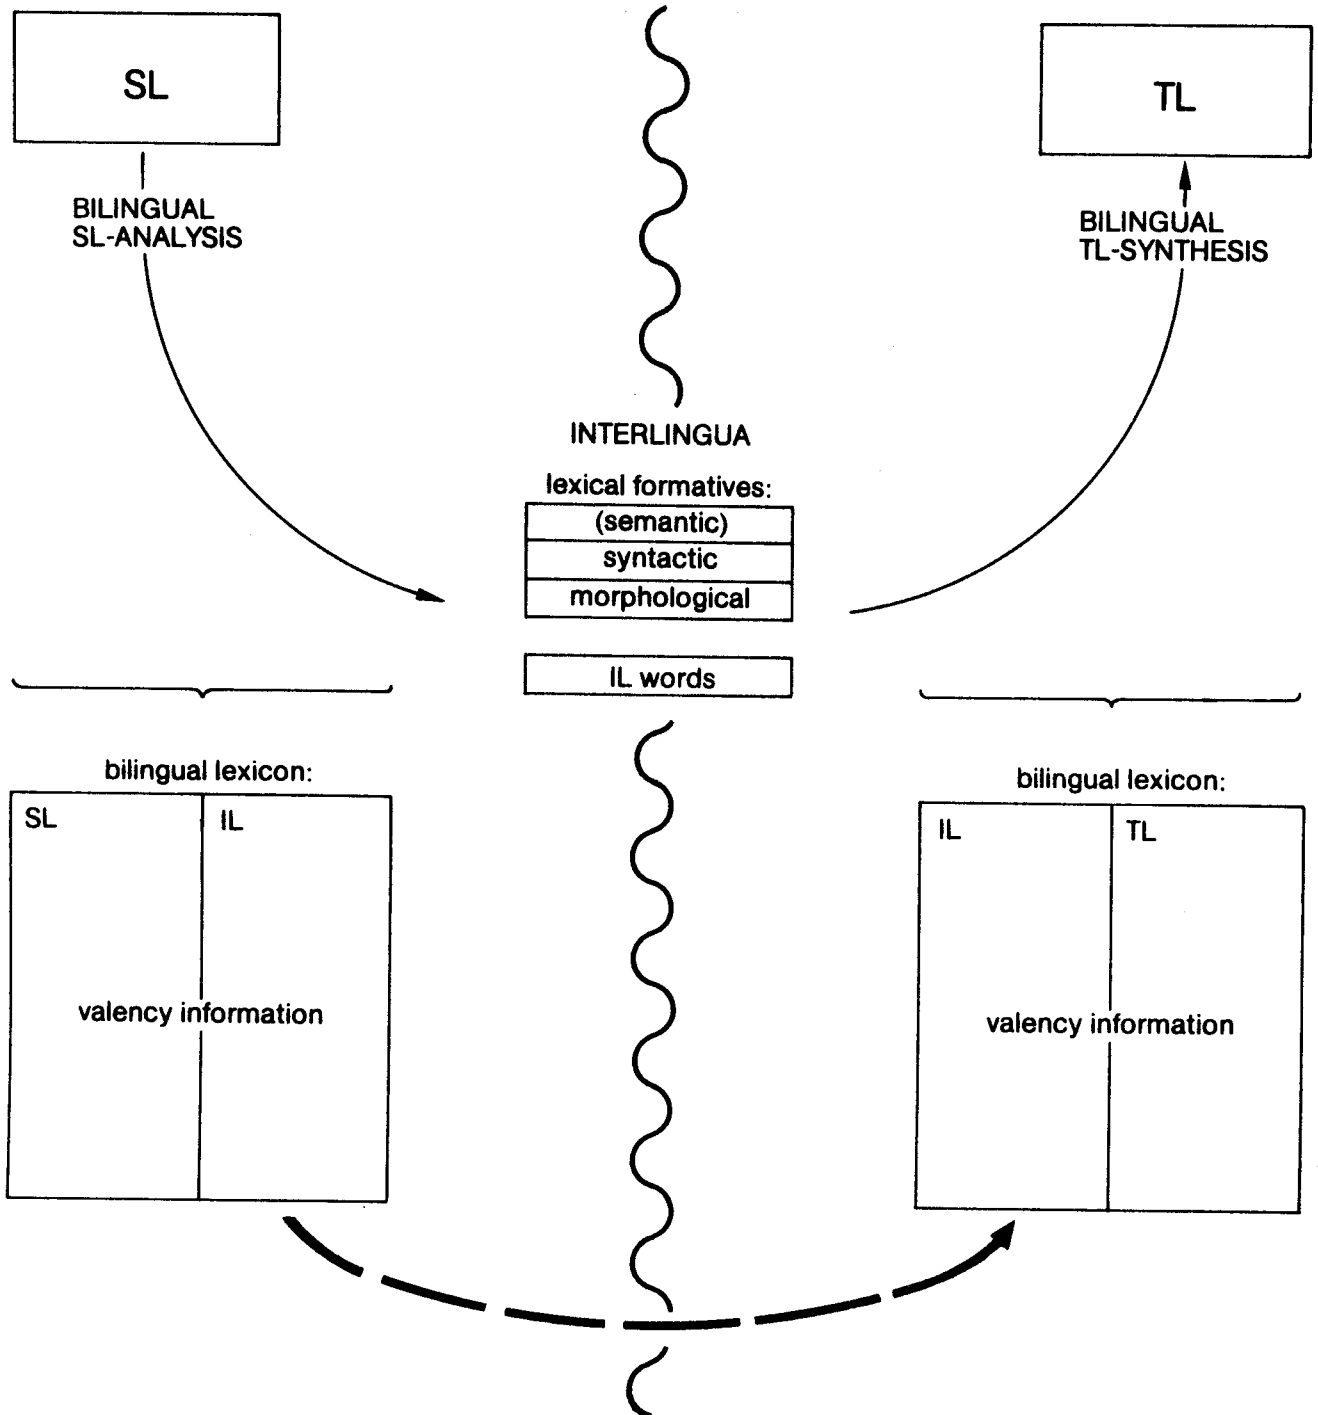 SL
TL
BILINGUAL
SL-ANALYSIS
BILINGUAL
TL-SYNTHESIS
INTERLINGUA
lexical formatives:
(semantic)
syntactic
morphological
IL words
bilingual lexicon:
SL
IL
valency information
bilingual lexicon:
IL
TL
valency information